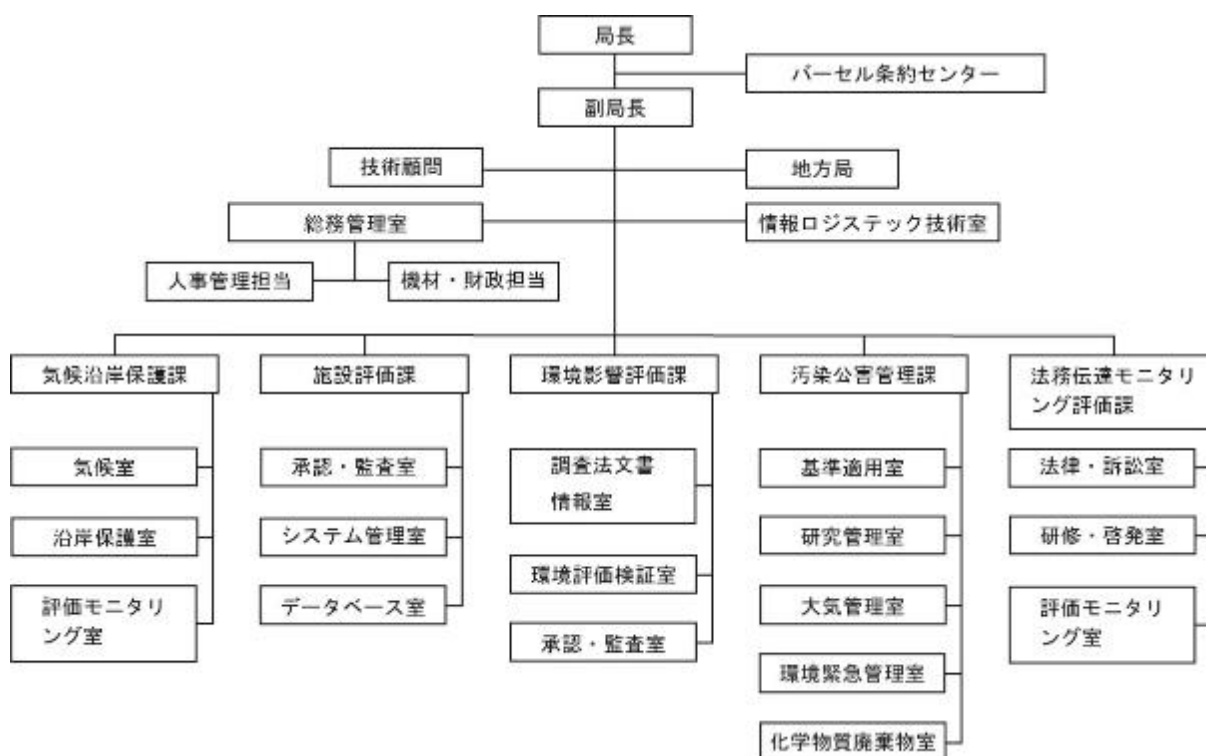 局長
バーセル条約センター
副局長
技術顧問
地方局
総務管理室
情報ロジステック技術室
人事管理担当
機材・財政担当
気候沿岸保護課
施設評価課
環境影響評価課
汚染公害管理課
法務伝達モニタリ
ング評価課
気候室
承認・監査室
調査法文書
情報室
基準適用室
法律・訴訟室
沿岸保護室
システム管理室
環境評価検証室
研究管理室
研修・啓発室
評価モニタリ
ング室
データベース室
承認・監査室
大気管理室
評価モニタリ
ング室
環境緊急管理室
化学物質廃棄物室